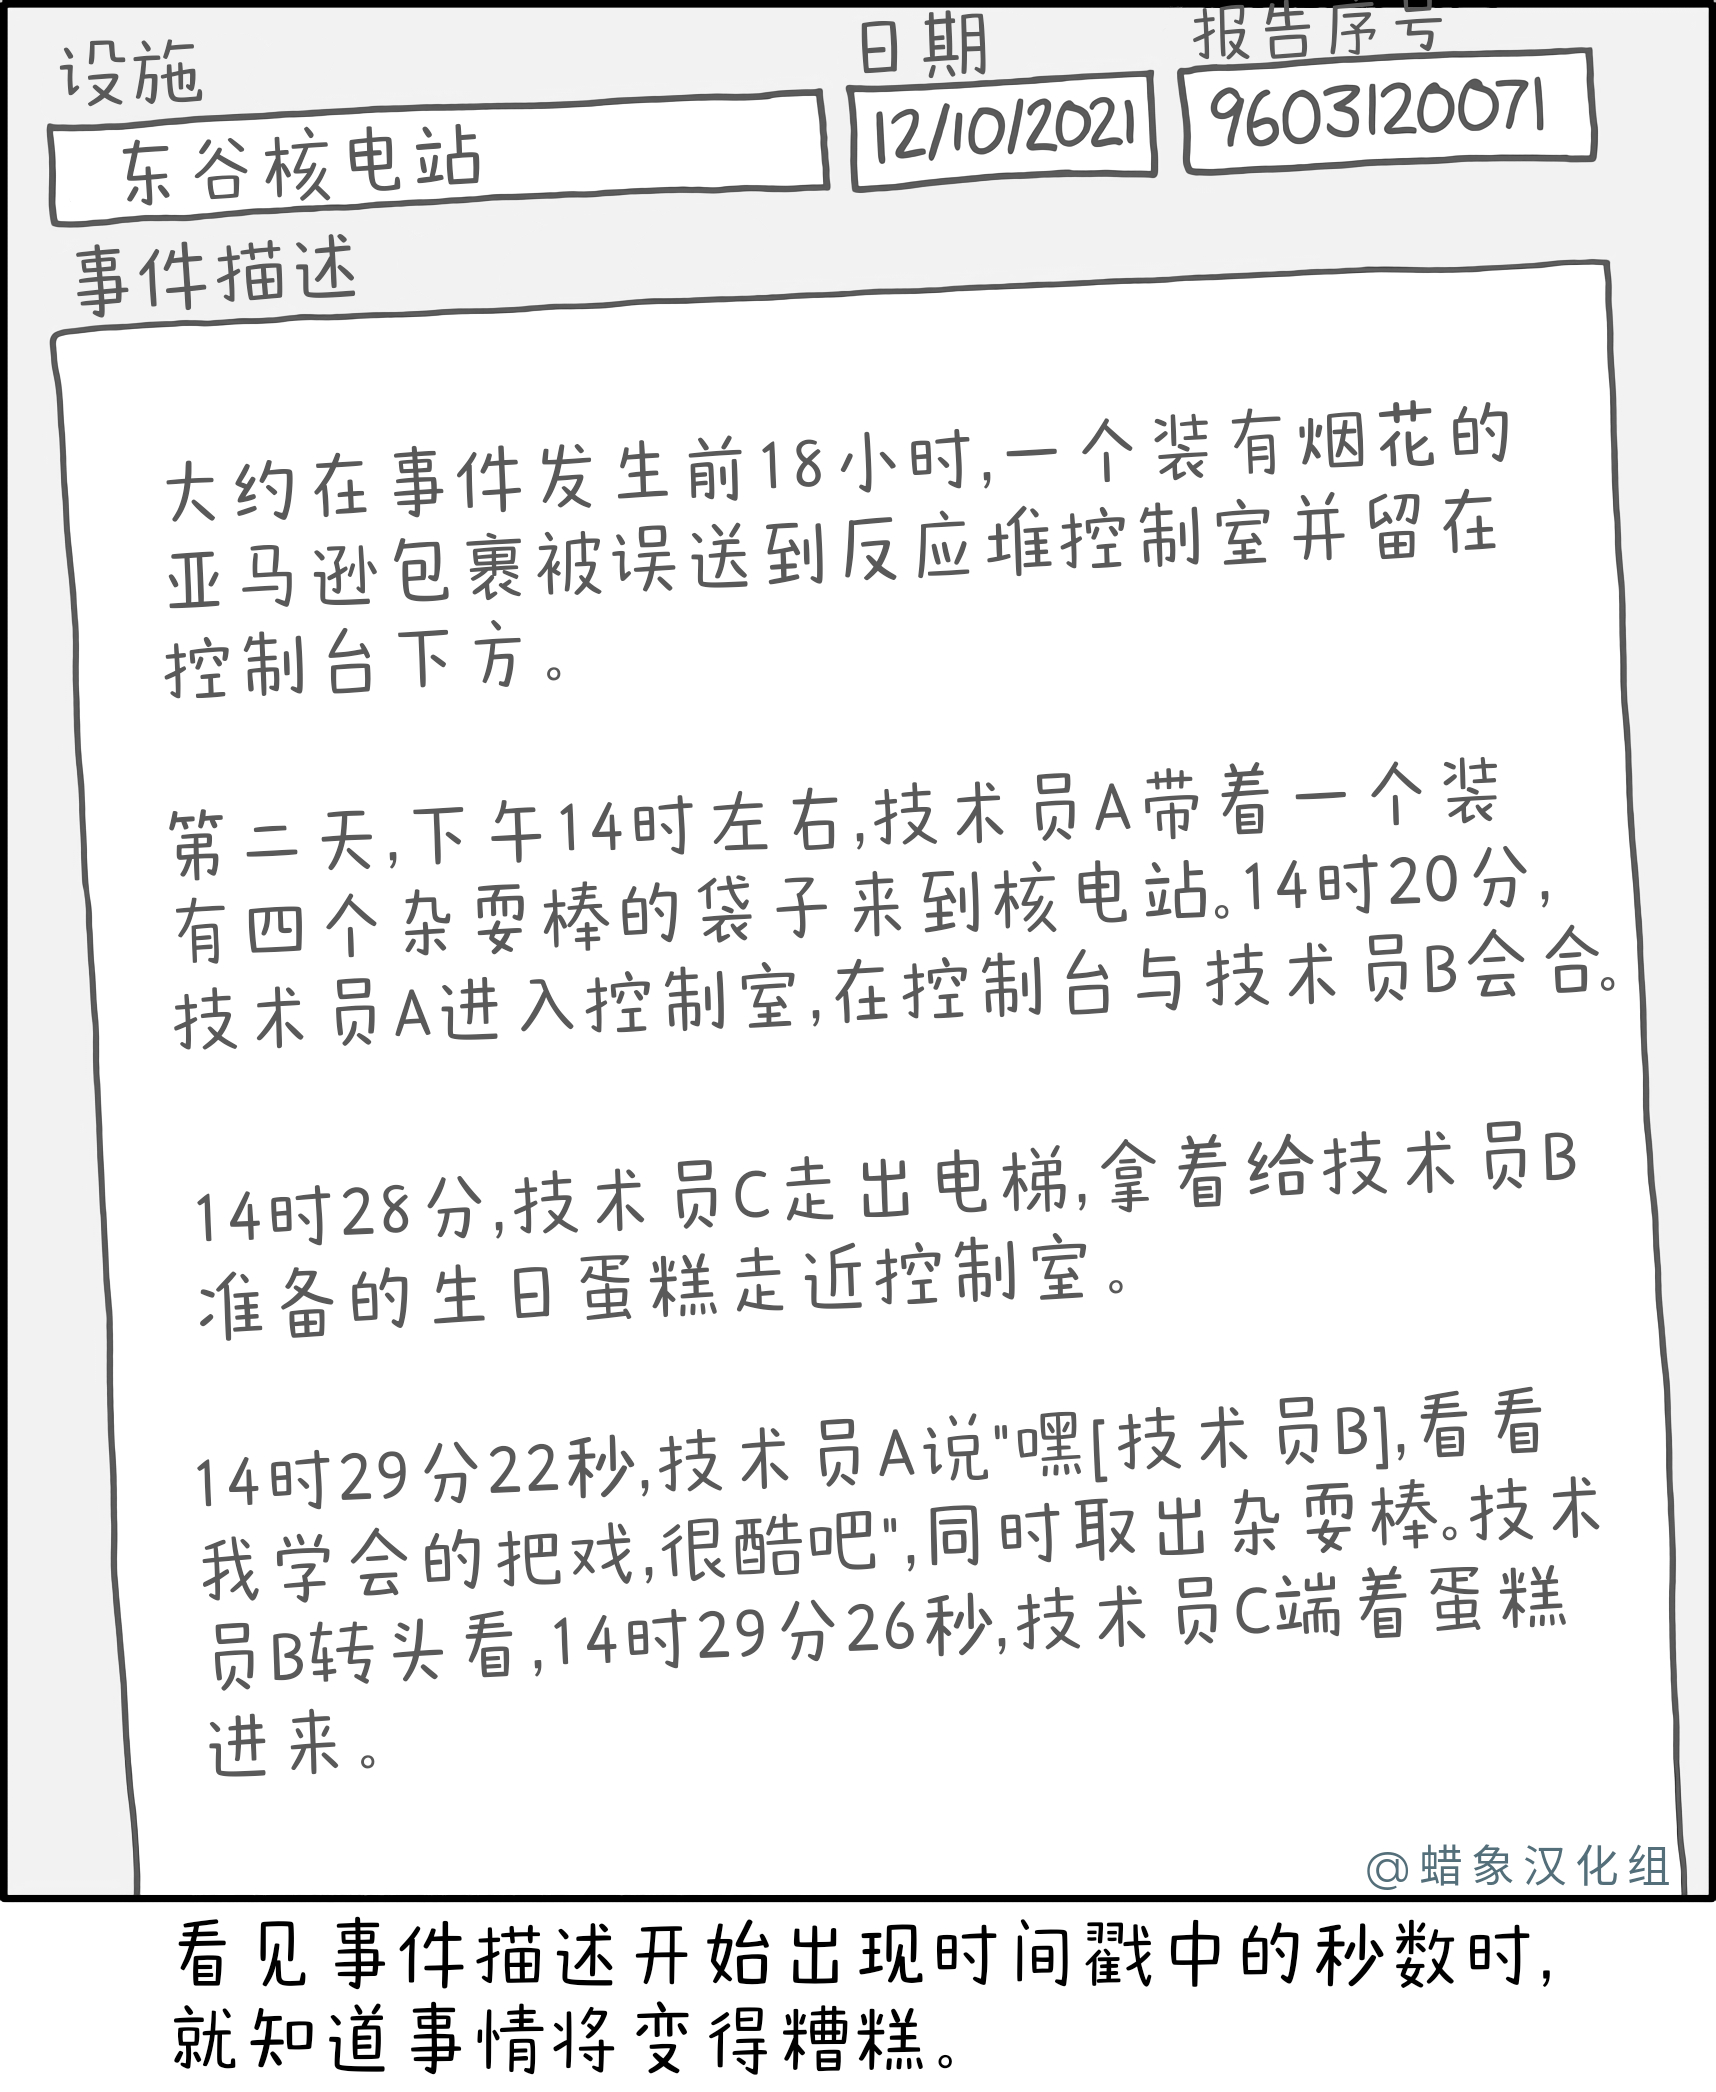 设施
日期
报告序号
东谷核电站
12/10/2021
9603120071
事件描述
大约在事件发生前18小时,一个装有烟花的
亚马逊包裹被误送到反应堆控制室并留在
控制台下方。
第二天,下午14时左右,技术员A带着一个装
有四个杂耍棒的袋子来到核电站。14时20分,
技术员A进入控制室,在控制台与技术员B会合。
14时28分,技术员C走出电梯,拿着给技术员B
准备的生日蛋糕走近控制室。
14时29分22秒,技术员A说"嘿[技术员B],看看
我学会的把戏,很酷吧",同时取出杂耍棒。技术
员B转头看,14时29分26秒,技术员C端着蛋糕
进来。
@蜡象汉化组
看见事件描述开始出现时间戳中的秒数时,
就知道事情将变得糟糕。